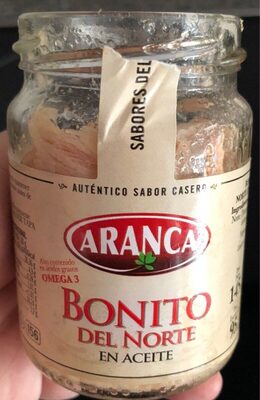 SABORES DEL
AUTÉNTICO SABOR CASERO
ARANCA
Alto contenido
en ácidos grasos
OMEGA 3
BONITO
DEL NORTE
EN ACEITE